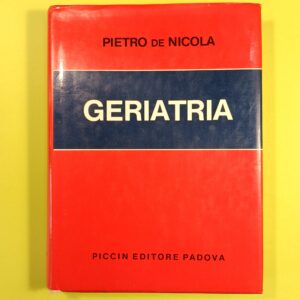 PIETRO DE NICOLA
GERIATRIA
PICCIN EDITORE PADOVA